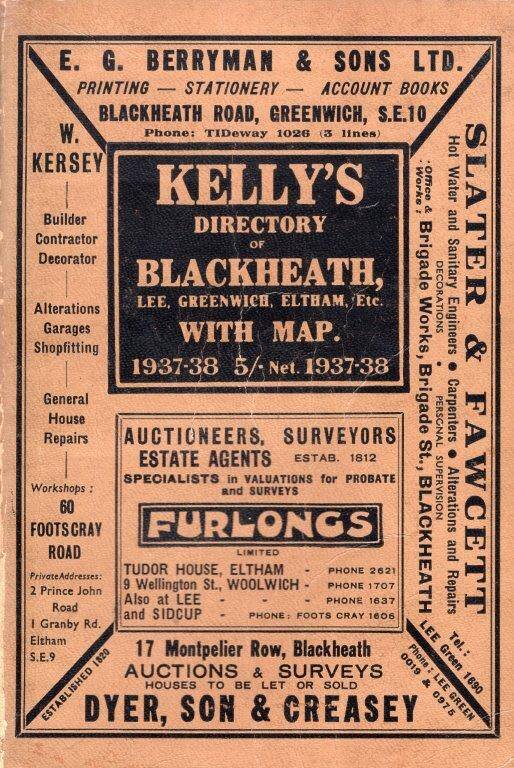 E. G. BERRYMAN & SONS LTD.
PRINTING — STATIONERY — ACCOUNT BOOKS
BLACKHEATH ROAD, GREENWICH, S.E.10
Phone: TIDeway 1026 (3 lines)
W.
KERSEY
Builder
Contractor
Decorator
Alterations
Garages
Shopfitting
General
House
Repairs
Workshops :
60
FOOTSCRAY
ROAD
Private Addresses:
2 Prince John
Road
1 Granby Rd.
Eltham
S.E.9
KELLY'S
DIRECTORY
OF
BLACKHEATH,
LEE, GREENWICH, ELTHAM, Etc.
WITH MAP.
1937-38 5/- Net. 1937-38
SLATER & FAWCETT
Hot Water and Sanitary Engineers • Carpenters • Alterations and Repairs
DECORATIONS • PERSONAL SUPERVISION
Office & Works: Brigade Works, Brigade St., BLACKHEATH
Tel.:
LEE Green 1690
AUCTIONEERS, SURVEYORS
ESTATE AGENTS ESTAB. 1812
SPECIALISTS in VALUATIONS for PROBATE
and SURVEYS
FURLONGS
LIMITED
TUDOR HOUSE, ELTHAM - PHONE 2621
9 Wellington St., WOOLWICH - PHONE 1707
Also at LEE - - - PHONE 1637
and SIDCUP - PHONE: FOOTS CRAY 1606
ESTABLISHED 1820
17 Montpelier Row, Blackheath
AUCTIONS & SURVEYS
HOUSES TO BE LET OR SOLD
DYER, SON & CREASEY
Phone: LEE GREEN
0019 & 0975